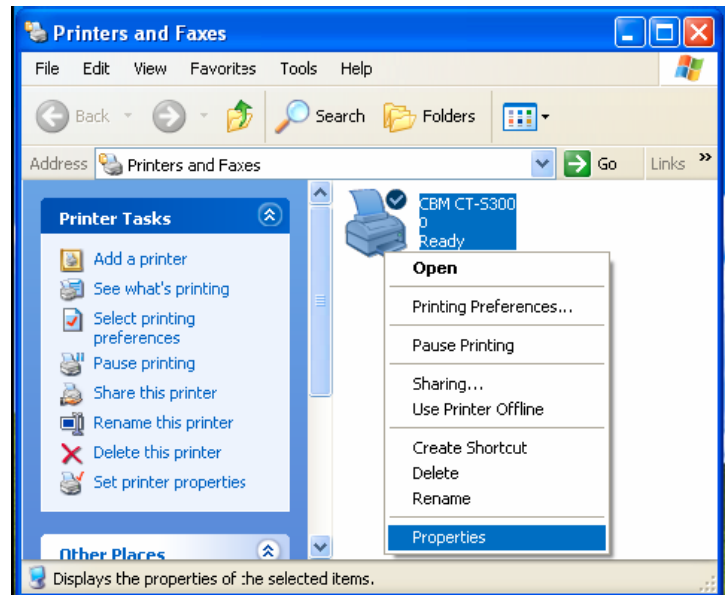 Printers and Faxes
File Edit View Favorites Tools Help
Back Search Folders
Address Printers and Faxes Go Links »
Printer Tasks
Add a printer
See what's printing
Select printing
preferences
Pause printing
Share this printer
Rename this printer
Delete this printer
Set printer properties
Other Places
CBM CT-S300
0
Ready
Open
Printing Preferences...
Pause Printing
Sharing...
Use Printer Offline
Create Shortcut
Delete
Rename
Properties
Displays the properties of the selected items.